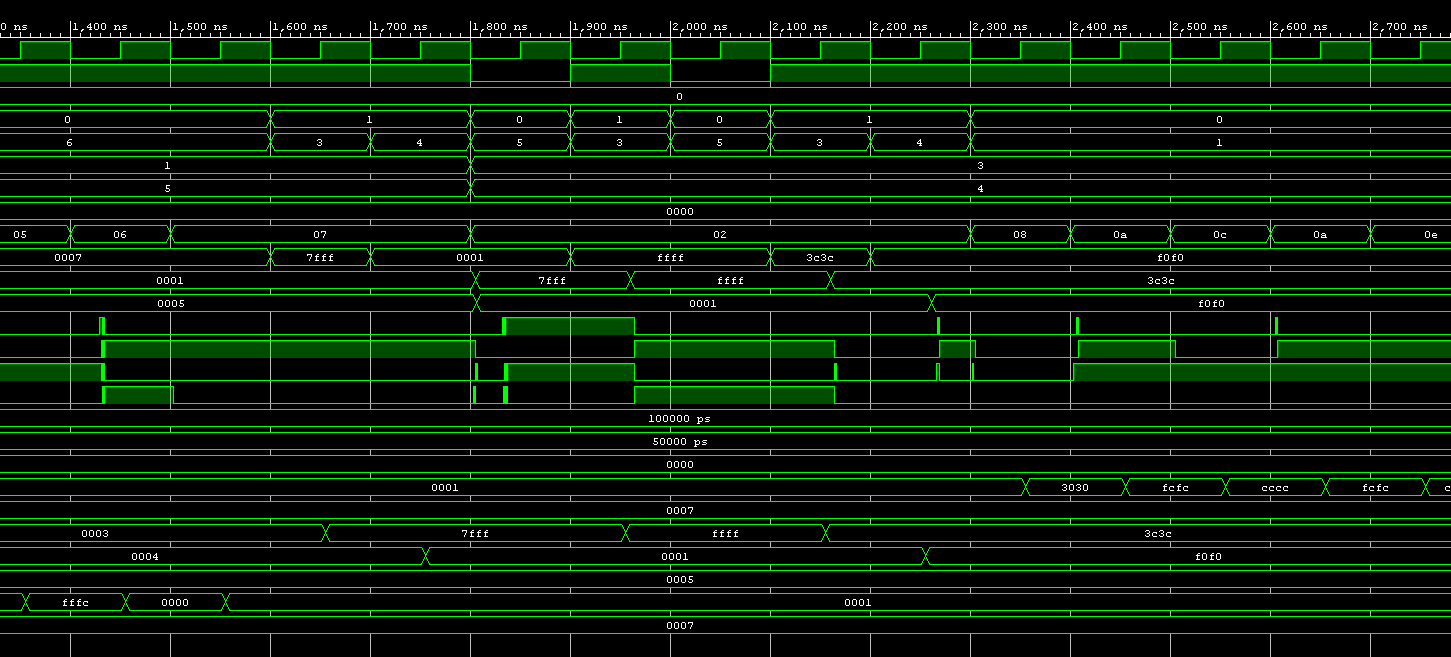 0 ns 1,400 ns 1,500 ns 1,600 ns 1,700 ns 1,800 ns 1,900 ns 2,000 ns 2,100 ns 2,200 ns 2,300 ns 2,400 ns 2,500 ns 2,600 ns 2,700 ns
0
0 1 0 1 0 1 0
6 3 4 5 3 5 3 4 1
1 3
5 4
0000
05 06 07 02 08 0a 0c 0a 0e
0007 7fff 0001 ffff 3c3c f0f0
0001 7fff ffff 3c3c
0005 0001 f0f0
100000 ps
50000 ps
0000
0001 3030 fcfc cccc fcfc c
0007
0003 7fff ffff 3c3c
0004 0001 f0f0
0005
fffc 0000 0001
0007